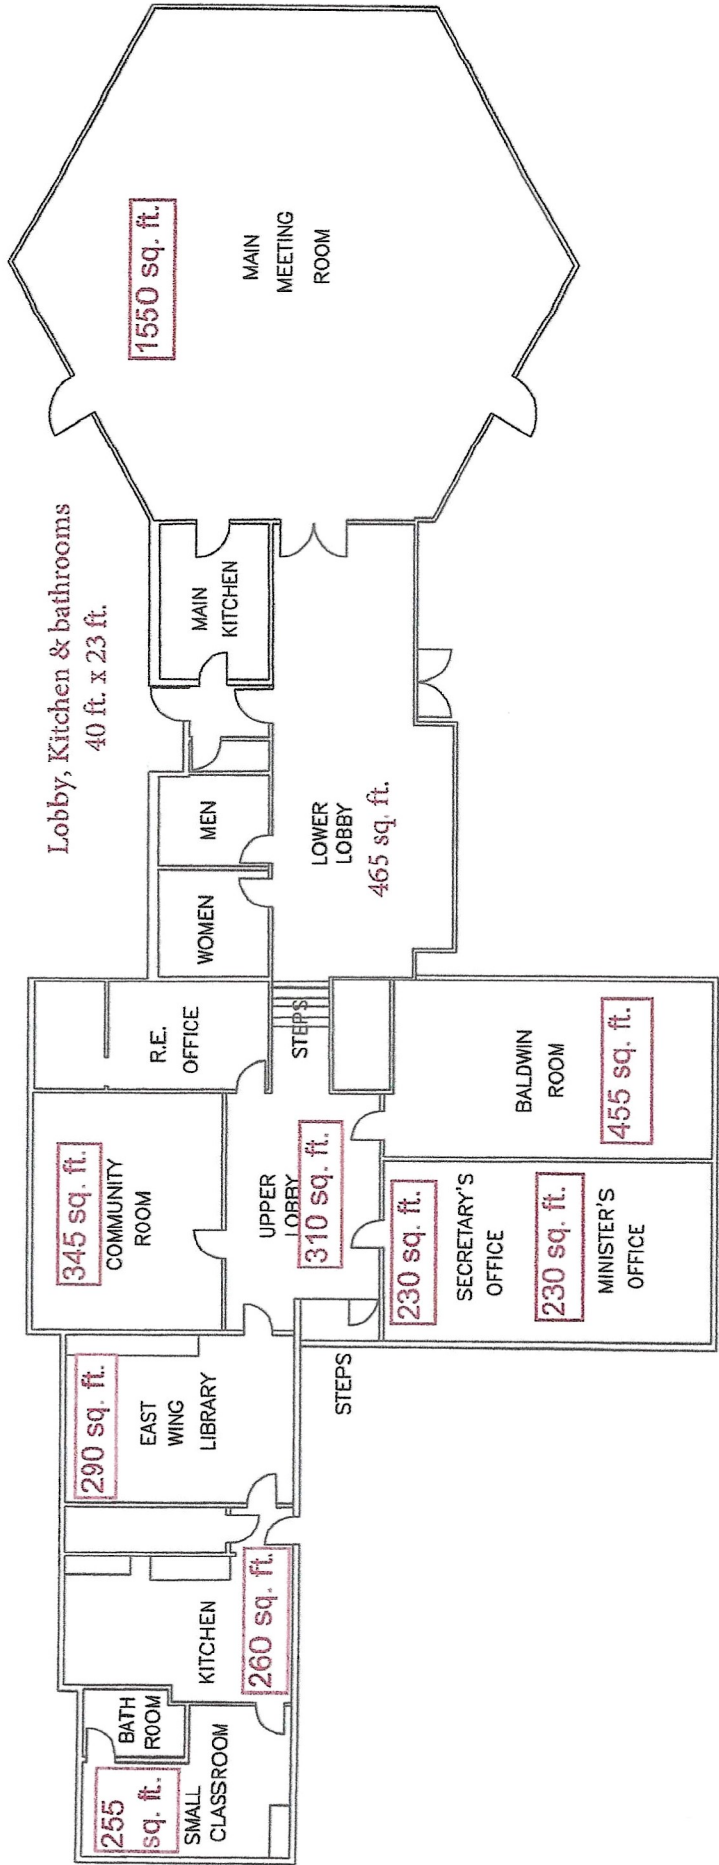 255
sq. ft.
SMALL
CLASSROOM
BATH
ROOM
KITCHEN
260 sq. ft.
290 sq. ft.
EAST
WING
LIBRARY
345 sq. ft.
COMMUNITY
ROOM
R.E.
OFFICE
UPPER
LOBBY
310 sq. ft.
STEPS
STEPS
230 sq. ft.
SECRETARY'S
OFFICE
230 sq. ft.
MINISTER'S
OFFICE
BALDWIN
ROOM
455 sq. ft.
WOMEN
MEN
LOWER
LOBBY
465 sq. ft.
Lobby, Kitchen & bathrooms
40 ft. x 23 ft.
MAIN
KITCHEN
1550 sq. ft.
MAIN
MEETING
ROOM